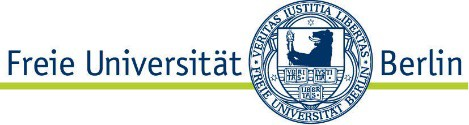 Freie Universität Berlin
VERITAS IUSTITIA LIBERTAS
FREIE UNIVERSITÄT BERLIN